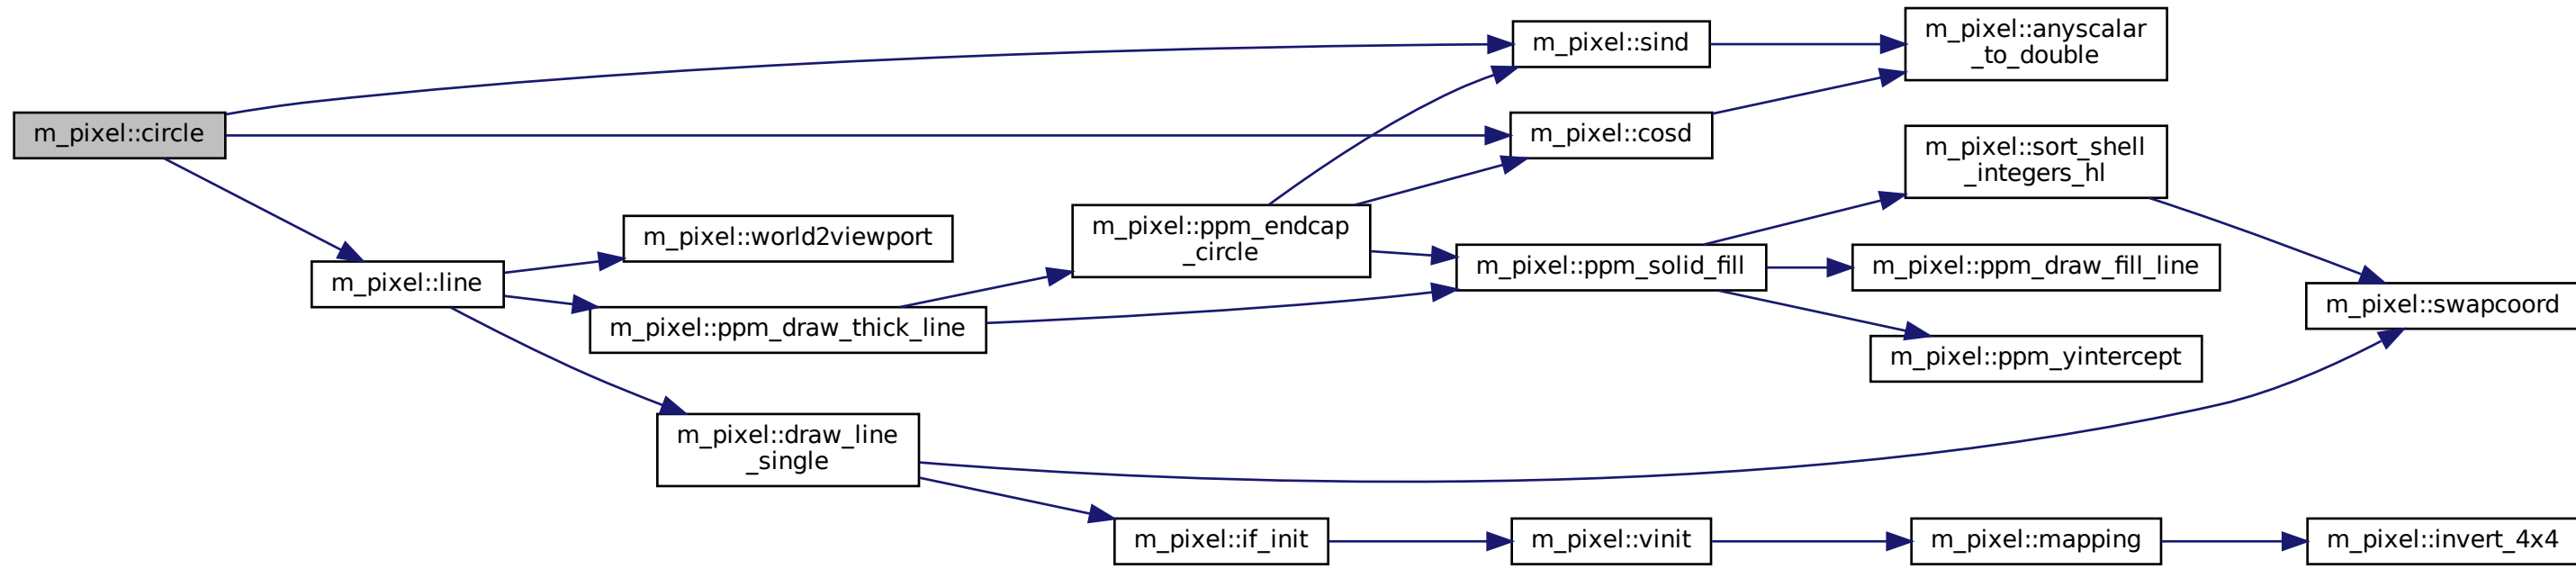 m_pixel::circle
m_pixel::sind
m_pixel::anyscalar
_to_double
m_pixel::cosd
m_pixel::line
m_pixel::world2viewport
m_pixel::ppm_draw_thick_line
m_pixel::ppm_endcap
_circle
m_pixel::ppm_solid_fill
m_pixel::sort_shell
_integers_hl
m_pixel::ppm_draw_fill_line
m_pixel::ppm_yintercept
m_pixel::swapcoord
m_pixel::draw_line
_single
m_pixel::if_init
m_pixel::vinit
m_pixel::mapping
m_pixel::invert_4x4